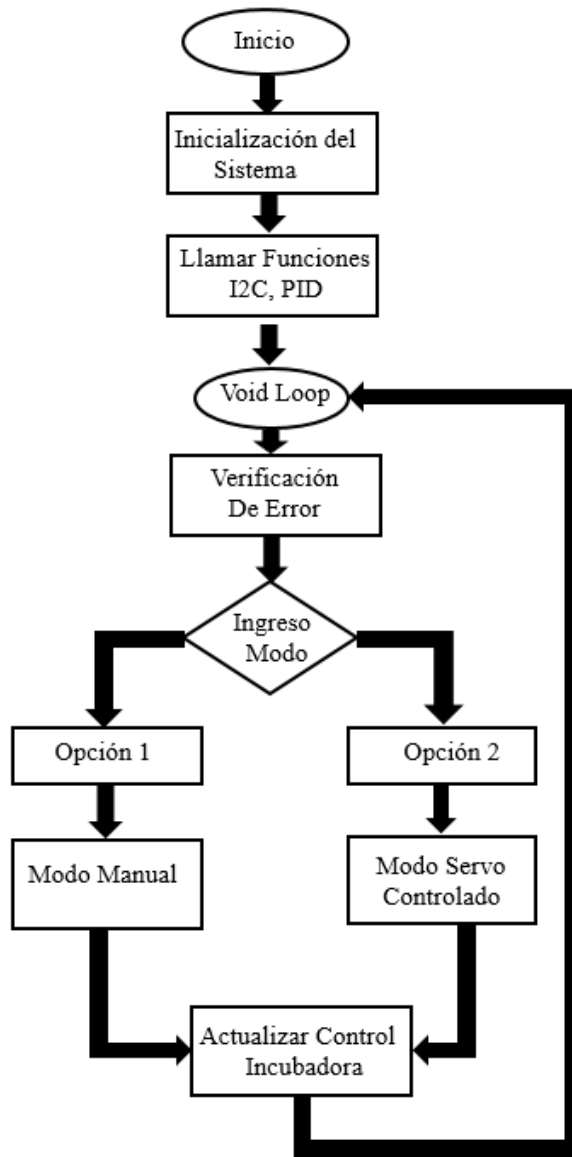 Inicio
Inicialización del
Sistema
Llamar Funciones
I2C, PID
Void Loop
Verificación
De Error
Ingreso
Modo
Opción 1
Opción 2
Modo Manual
Modo Servo
Controlado
Actualizar Control
Incubadora